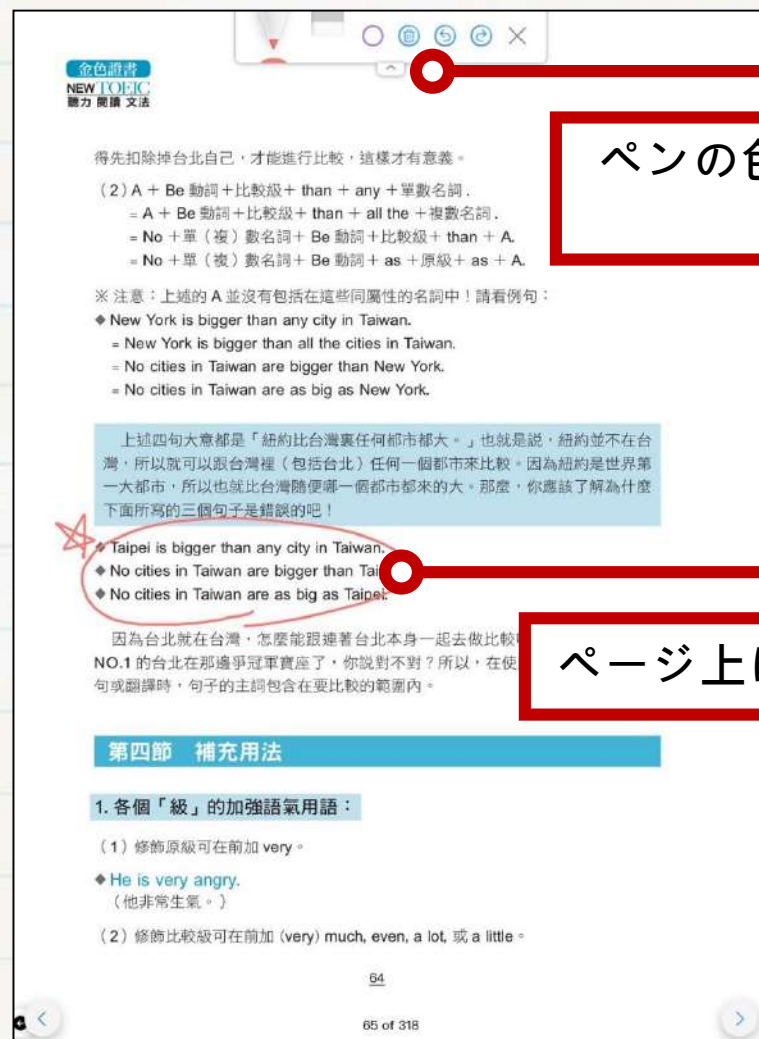 金色證書
NEW TOEIC
聽力 閱讀 文法
ペンの色
得先扣除掉台北自己，才能進行比較，這樣才有意義。
（2）A ＋ Be 動詞＋比較級＋ than ＋ any ＋單數名詞.
= A ＋ Be 動詞＋比較級＋ than ＋ all the ＋複數名詞.
= No ＋單（複）數名詞＋ Be 動詞＋比較級＋ than ＋ A.
= No ＋單（複）數名詞＋ Be 動詞＋ as ＋原級＋ as ＋ A.
※ 注意：上述的 A 並沒有包括在這些同屬性的名詞中！請看例句：
◆ New York is bigger than any city in Taiwan.
= New York is bigger than all the cities in Taiwan.
= No cities in Taiwan are bigger than New York.
= No cities in Taiwan are as big as New York.
上述四句大意都是「紐約比台灣裏任何都市都大。」也就是說，紐約並不在台
灣，所以就可以跟台灣裡（包括台北）任何一個都市來比較。因為紐約是世界第
一大都市，所以也就比台灣隨便哪一個都市都來的大。那麼，你應該了解為什麼
下面所寫的三個句子是錯誤的吧！
◆ Taipei is bigger than any city in Taiwan.
◆ No cities in Taiwan are bigger than Tai
◆ No cities in Taiwan are as big as Taipei.
ページ上に
因為台北就在台灣，怎麼能跟連著台北本身一起去做比較
NO.1 的台北在那邊爭冠軍寶座了，你說對不對？所以，在使
句或翻譯時，句子的主詞包含在要比較的範圍內。
第四節 補充用法
1. 各個「級」的加強語氣用語：
（1）修飾原級可在前加 very。
◆ He is very angry.
（他非常生氣。）
（2）修飾比較級可在前加 (very) much, even, a lot, 或 a little。
64
65 of 318